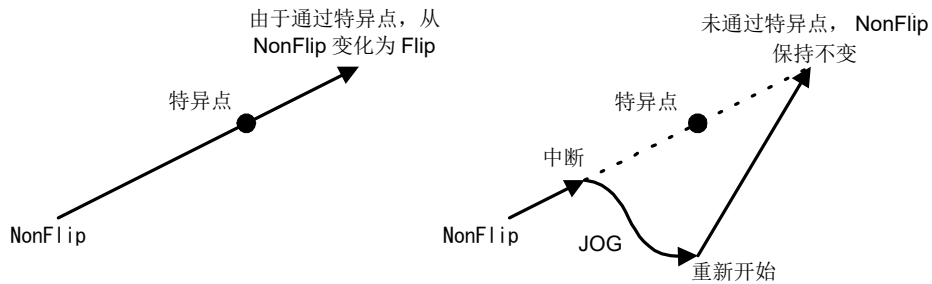 由于通过特异点，从
NonFlip 变化为 Flip
特异点
NonFlip
未通过特异点， NonFlip
保持不变
特异点
中断
NonFlip
JOG
重新开始